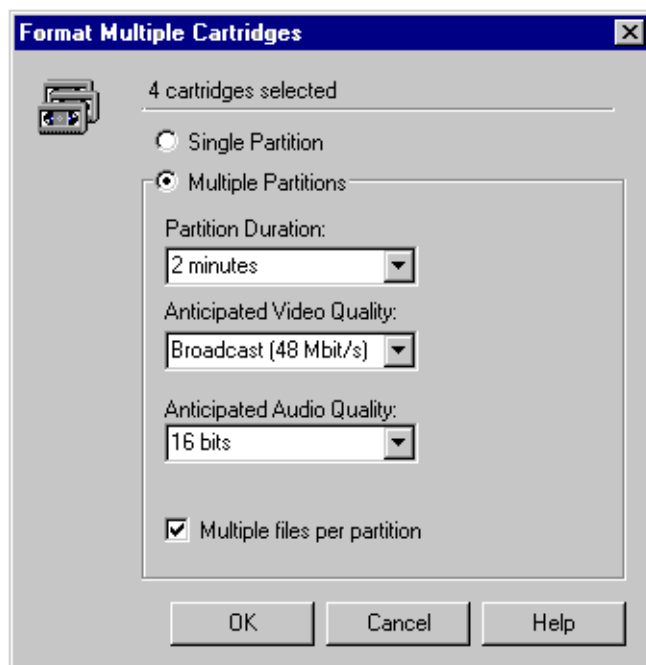 Format Multiple Cartridges
4 cartridges selected
Single Partition
Multiple Partitions
Partition Duration:
2 minutes
Anticipated Video Quality:
Broadcast (48 Mbit/s)
Anticipated Audio Quality:
16 bits
Multiple files per partition
OK Cancel Help